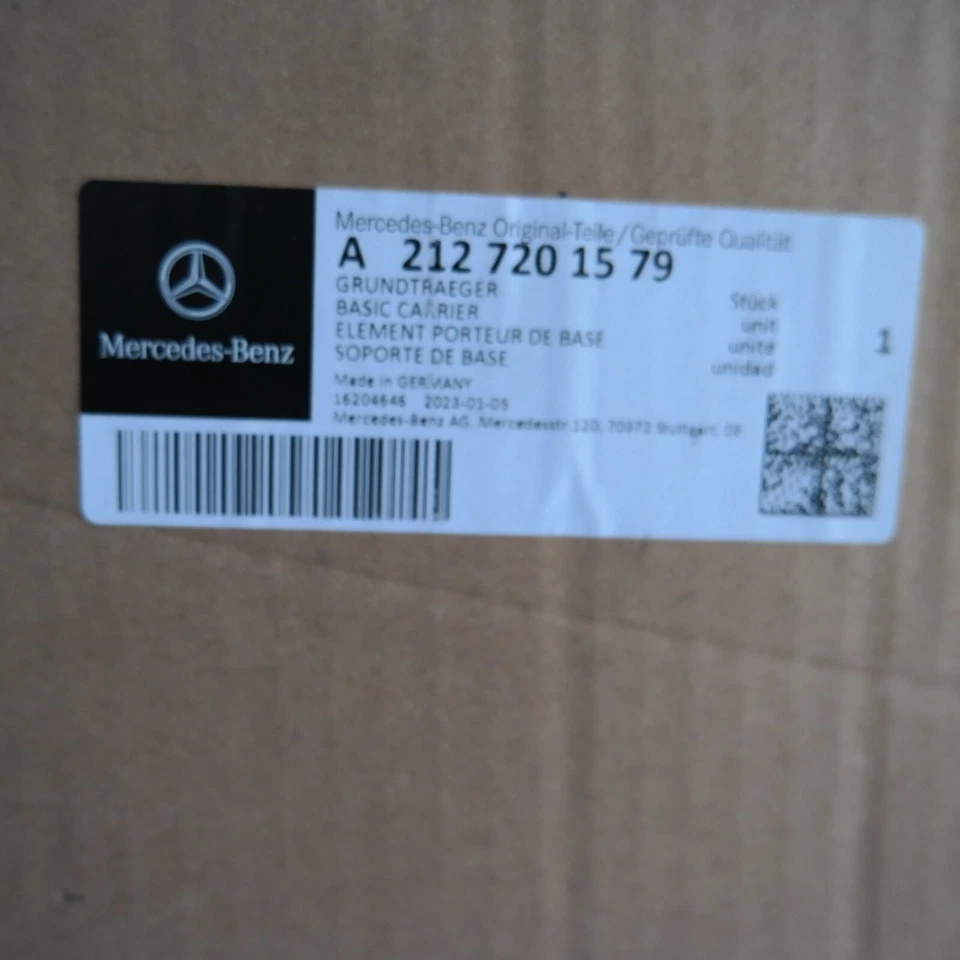 Mercedes-Benz
Mercedes-Benz Original-Teile/Geprüfte Qualität
A 212 720 15 79
GRUNDTRAEGER
BASIC CARRIER
ELEMENT PORTEUR DE BASE
SOPORTE DE BASE
Stück
unit
unité
unidad
1
Made in GERMANY
16204646 2023-01-05
Mercedes-Benz AG, Mercedesstr.120, 70372 Stuttgart, DE